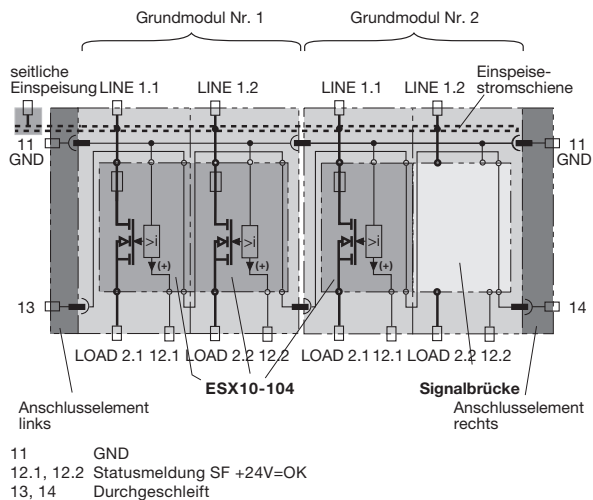 Grundmodul Nr. 1 Grundmodul Nr. 2
seitliche
Einspeisung LINE 1.1 LINE 1.2 LINE 1.1 LINE 1.2 Einspeise-
stromschiene
11 11
GND GND
>i >i >i
(+) (+) (+)
13 14
LOAD 2.1 12.1 LOAD 2.2 12.2 LOAD 2.1 12.1 LOAD 2.2 12.2
ESX10-104 Signalbrücke
Anschlusselement Anschlusselement
links rechts
11 GND
12.1, 12.2 Statusmeldung SF +24V=OK
13, 14 Durchgeschleift